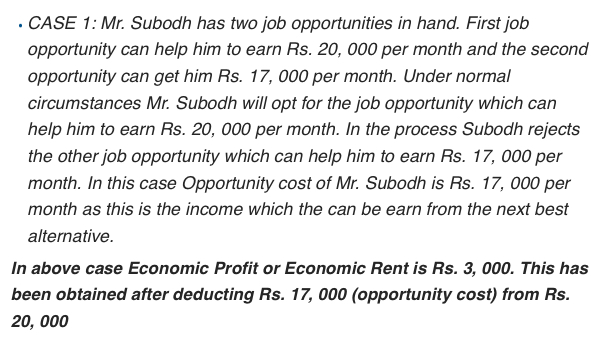 • CASE 1: Mr. Subodh has two job opportunities in hand. First job
opportunity can help him to earn Rs. 20, 000 per month and the second
opportunity can get him Rs. 17, 000 per month. Under normal
circumstances Mr. Subodh will opt for the job opportunity which can
help him to earn Rs. 20, 000 per month. In the process Subodh rejects
the other job opportunity which can help him to earn Rs. 17, 000 per
month. In this case Opportunity cost of Mr. Subodh is Rs. 17, 000 per
month as this is the income which the can be earn from the next best
alternative.
In above case Economic Profit or Economic Rent is Rs. 3, 000. This has
been obtained after deducting Rs. 17, 000 (opportunity cost) from Rs.
20, 000